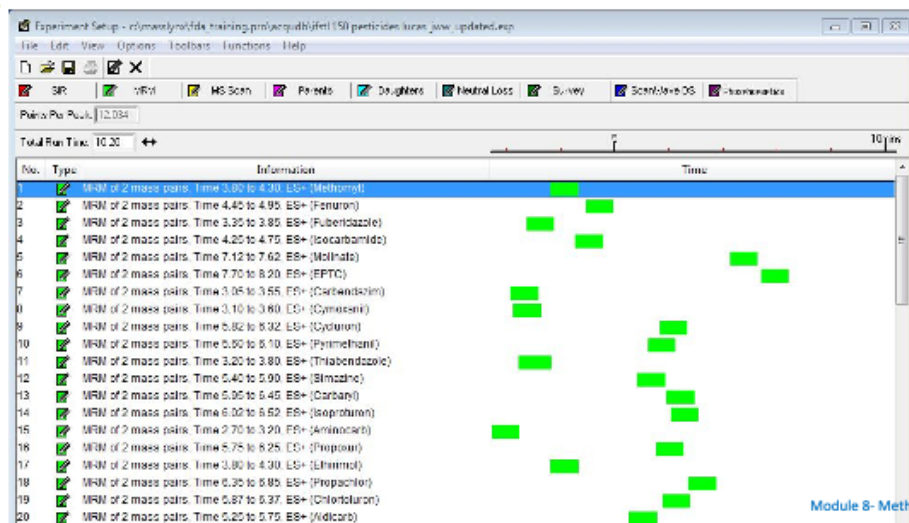 Experiment Setup - c:\masslynx\fda_training.pro\acqudb\ift1150 pesticides lucas_jww_updated.exp
File Edit View Options Toolbars Functions Help
SIR MRM MS Scan Parents Daughters Neutral Loss Survey ScanWave DS
Points Per Peak: 12.034
Total Run Time: 10.20 5 10 mins
No. Type Information Time
1 MRM of 2 mass pairs, Time 3.80 to 4.30, ES+ (Methomyl)
2 MRM of 2 mass pairs, Time 4.45 to 4.95, ES+ (Fenuron)
3 MRM of 2 mass pairs, Time 3.35 to 3.85, ES+ (Fuberidazole)
4 MRM of 2 mass pairs, Time 4.25 to 4.75, ES+ (Isocarbamide)
5 MRM of 2 mass pairs, Time 7.12 to 7.62, ES+ (Molinate)
6 MRM of 2 mass pairs, Time 7.70 to 8.20, ES+ (EPTC)
7 MRM of 2 mass pairs, Time 3.05 to 3.55, ES+ (Carbendazim)
8 MRM of 2 mass pairs, Time 3.10 to 3.60, ES+ (Cymoxanil)
9 MRM of 2 mass pairs, Time 5.82 to 6.32, ES+ (Cycluron)
10 MRM of 2 mass pairs, Time 5.60 to 6.10, ES+ (Pyrimethanil)
11 MRM of 2 mass pairs, Time 3.20 to 3.80, ES+ (Thiabendazole)
12 MRM of 2 mass pairs, Time 5.40 to 5.90, ES+ (Simazine)
13 MRM of 2 mass pairs, Time 5.95 to 6.45, ES+ (Carbaryl)
14 MRM of 2 mass pairs, Time 6.02 to 6.52, ES+ (Isoproturon)
15 MRM of 2 mass pairs, Time 2.70 to 3.20, ES+ (Aminocarb)
16 MRM of 2 mass pairs, Time 5.75 to 6.25, ES+ (Propoxur)
17 MRM of 2 mass pairs, Time 3.80 to 4.30, ES+ (Ethirimol)
18 MRM of 2 mass pairs, Time 6.35 to 6.85, ES+ (Propachlor)
19 MRM of 2 mass pairs, Time 5.87 to 6.37, ES+ (Chlortoluron)
20 MRM of 2 mass pairs, Time 5.25 to 5.75, ES+ (Aldicarb)
Module 8- Meth